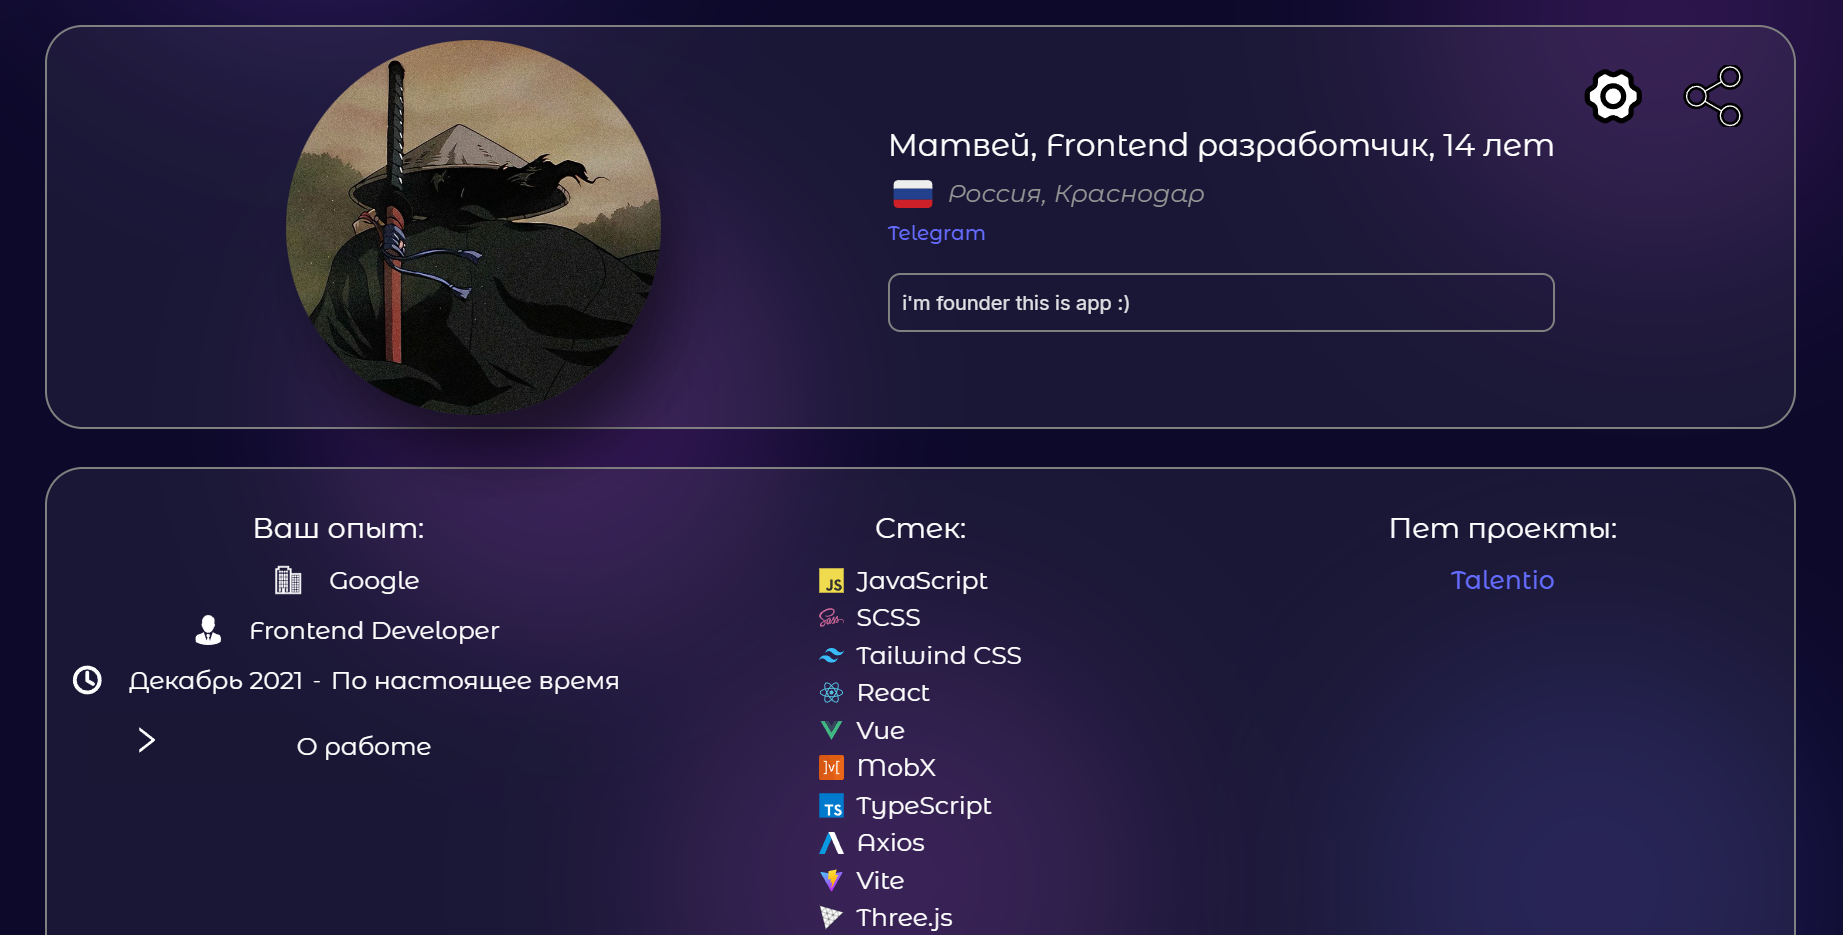 Матвей, Frontend разработчик, 14 лет
Россия, Краснодар
Telegram
i'm founder this is app :)
Ваш опыт:
Google
Frontend Developer
Декабрь 2021 - По настоящее время
О работе
Стек:
JS JavaScript
Sass SCSS
Tailwind CSS
React
Vue
]v[ MobX
TS TypeScript
Axios
Vite
Three.js
Пет проекты:
Talentio